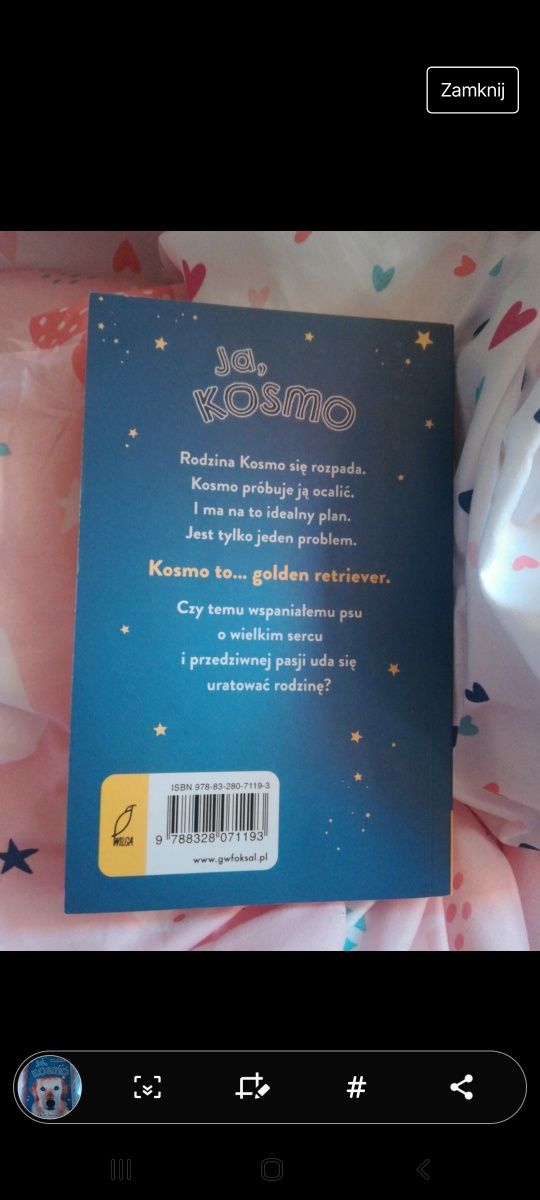 Zamknij
Ja,
KOSMO
Rodzina Kosmo się rozpada.
Kosmo próbuje ją ocalić.
I ma na to idealny plan.
Jest tylko jeden problem.
Kosmo to... golden retriever.
Czy temu wspaniałemu psu
o wielkim sercu
i przedziwnej pasji uda się
uratować rodzinę?
ISBN 978-83-280-7119-3
9 788328 071193
WILGA
www.gwfoksal.pl
Ja,
KOSMO
#